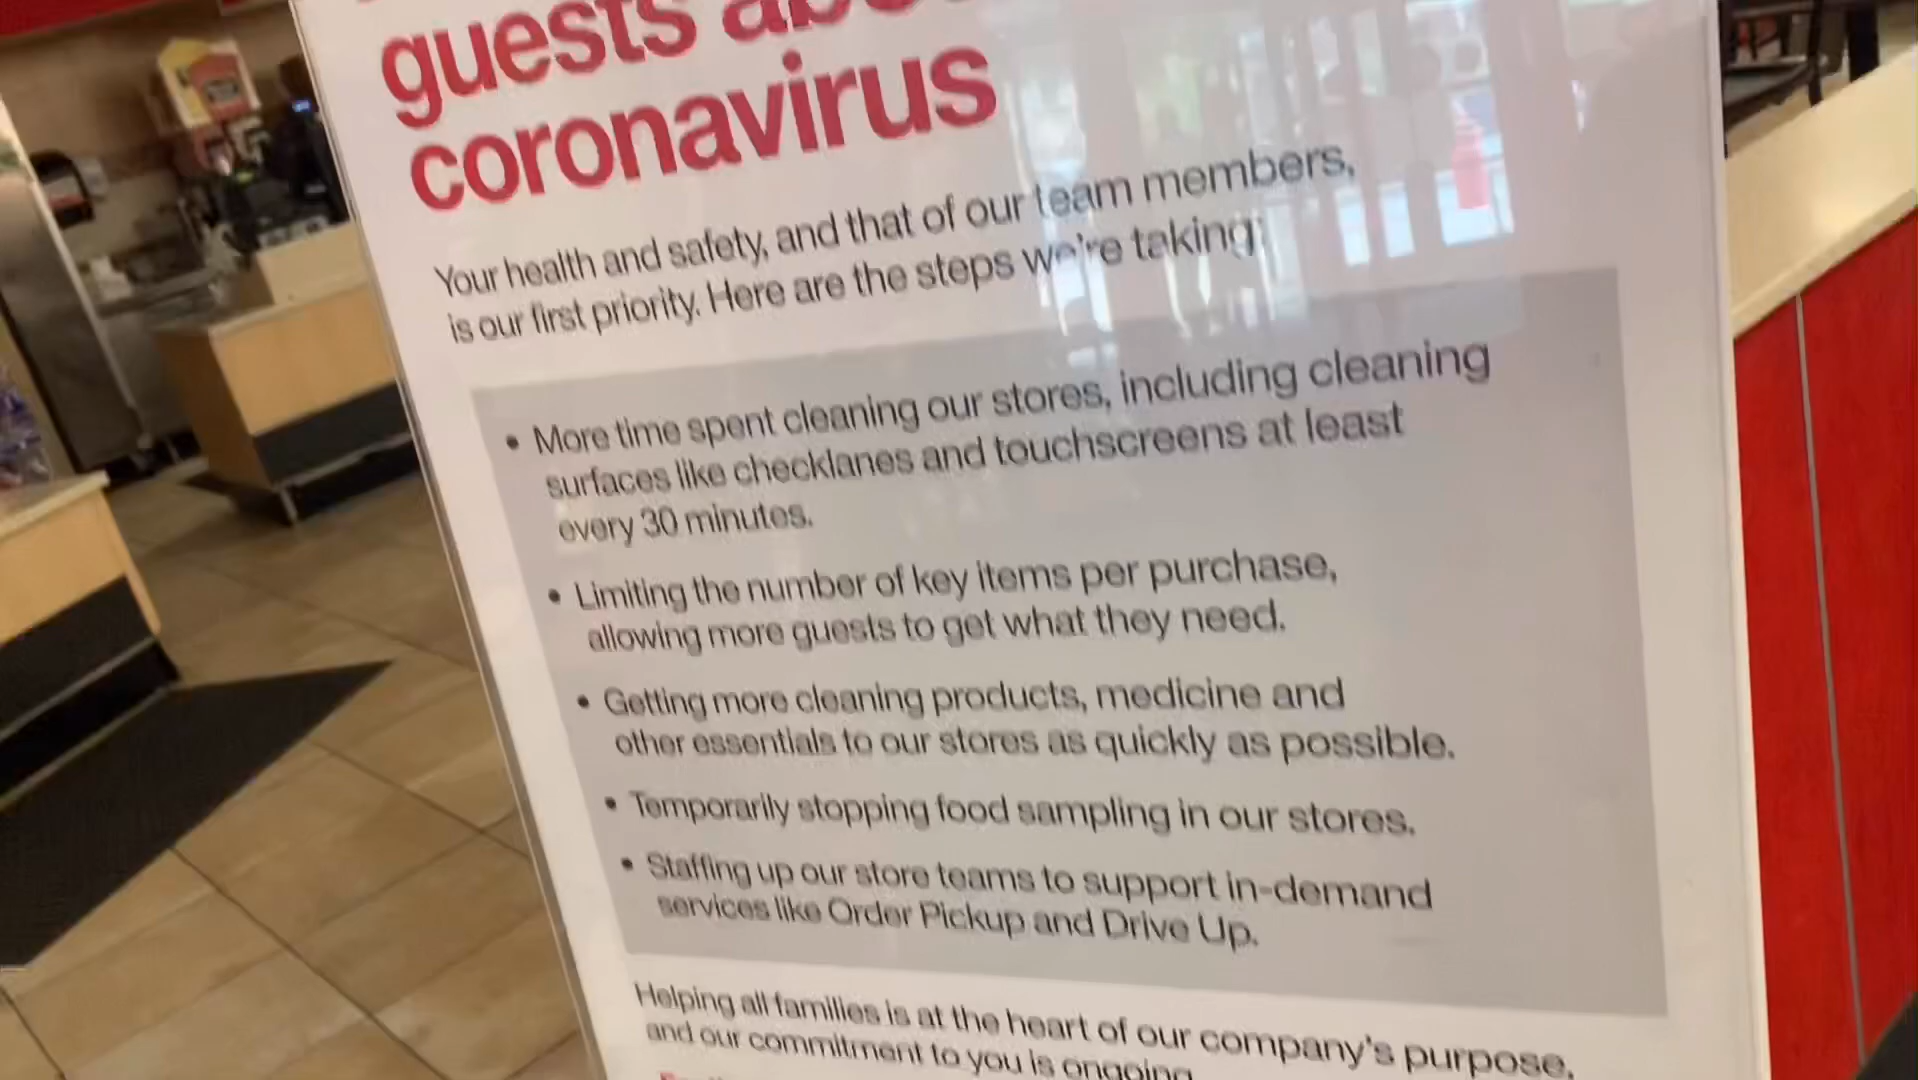 guests about
coronavirus
Your health and safety, and that of our team members,
is our first priority. Here are the steps we're taking:
• More time spent cleaning our stores, including cleaning
surfaces like checklanes and touchscreens at least
every 30 minutes.
• Limiting the number of key items per purchase,
allowing more guests to get what they need.
• Getting more cleaning products, medicine and
other essentials to our stores as quickly as possible.
• Temporarily stopping food sampling in our stores.
• Staffing up our store teams to support in-demand
services like Order Pickup and Drive Up.
Helping all families is at the heart of our company's purpose,
and our commitment to you is ongoing